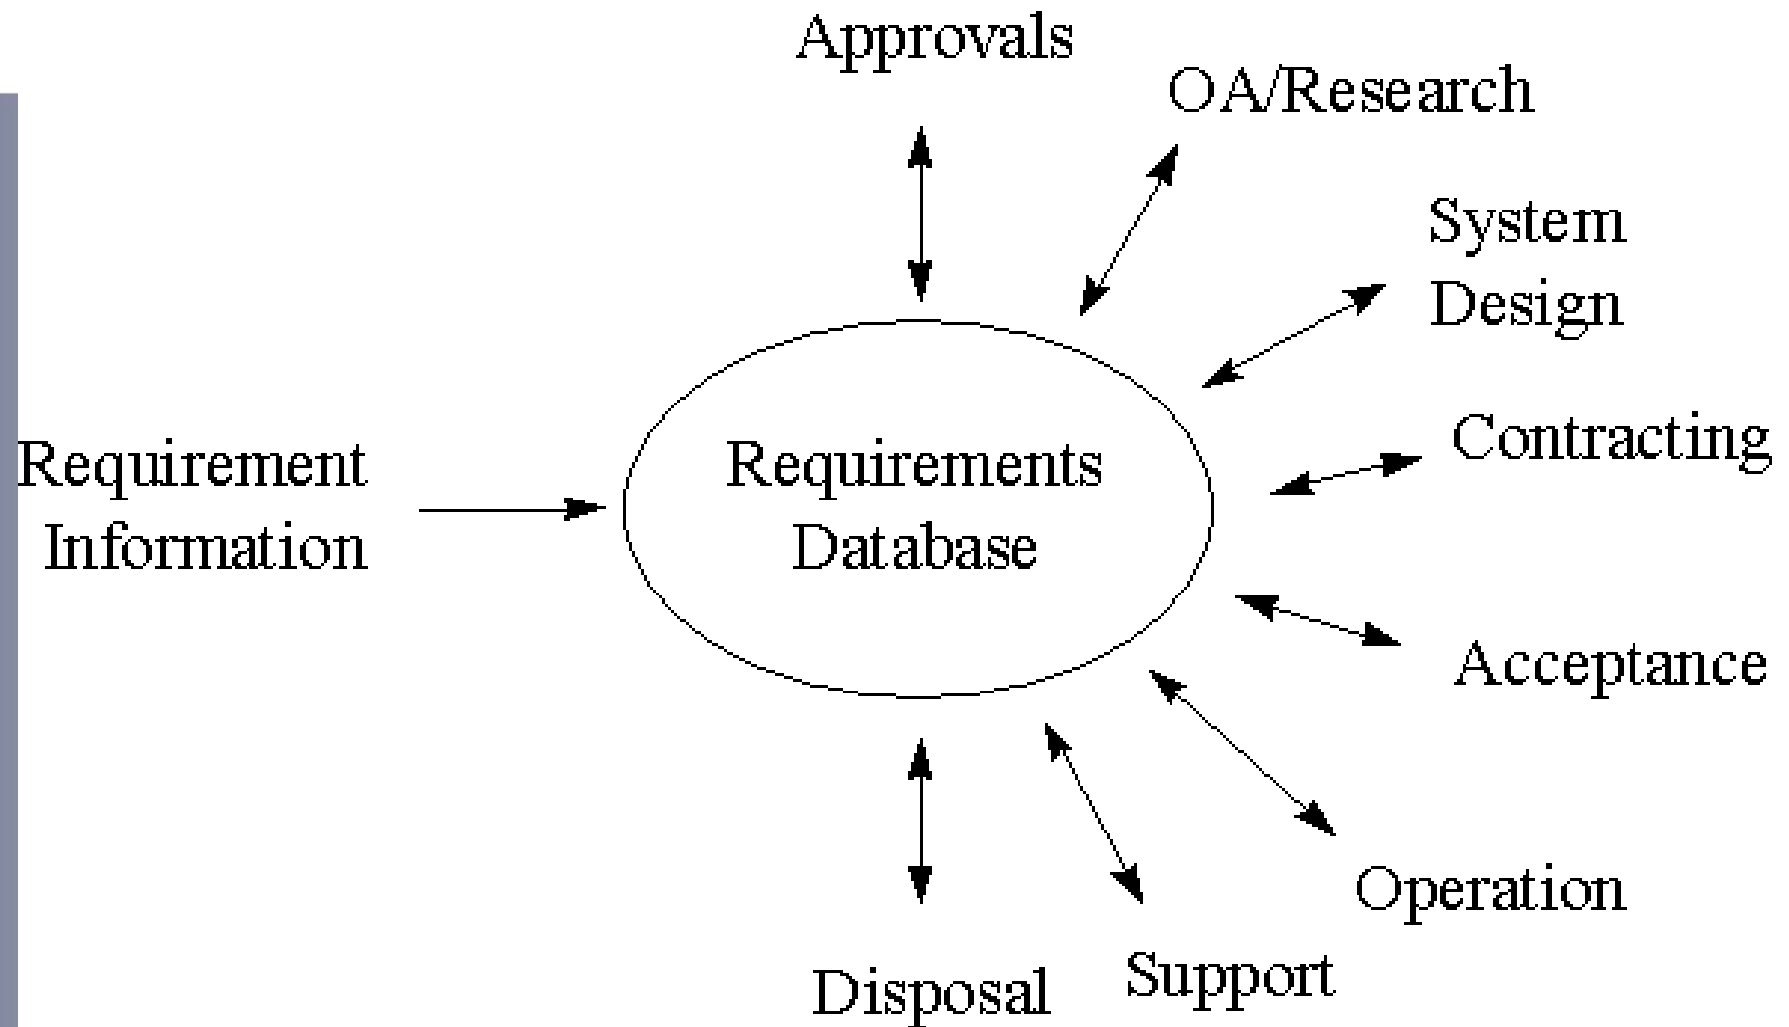 Approvals
OA/Research
System
Design
Contracting
Requirement
Information
Requirements
Database
Acceptance
Operation
Support
Disposal